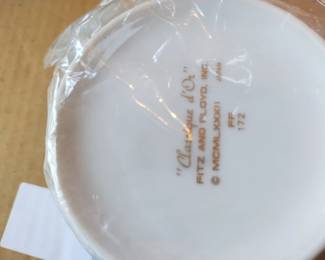 "Classique d'Or"
FITZ AND FLOYD, INC.
© MCMLXXXII
FF
172